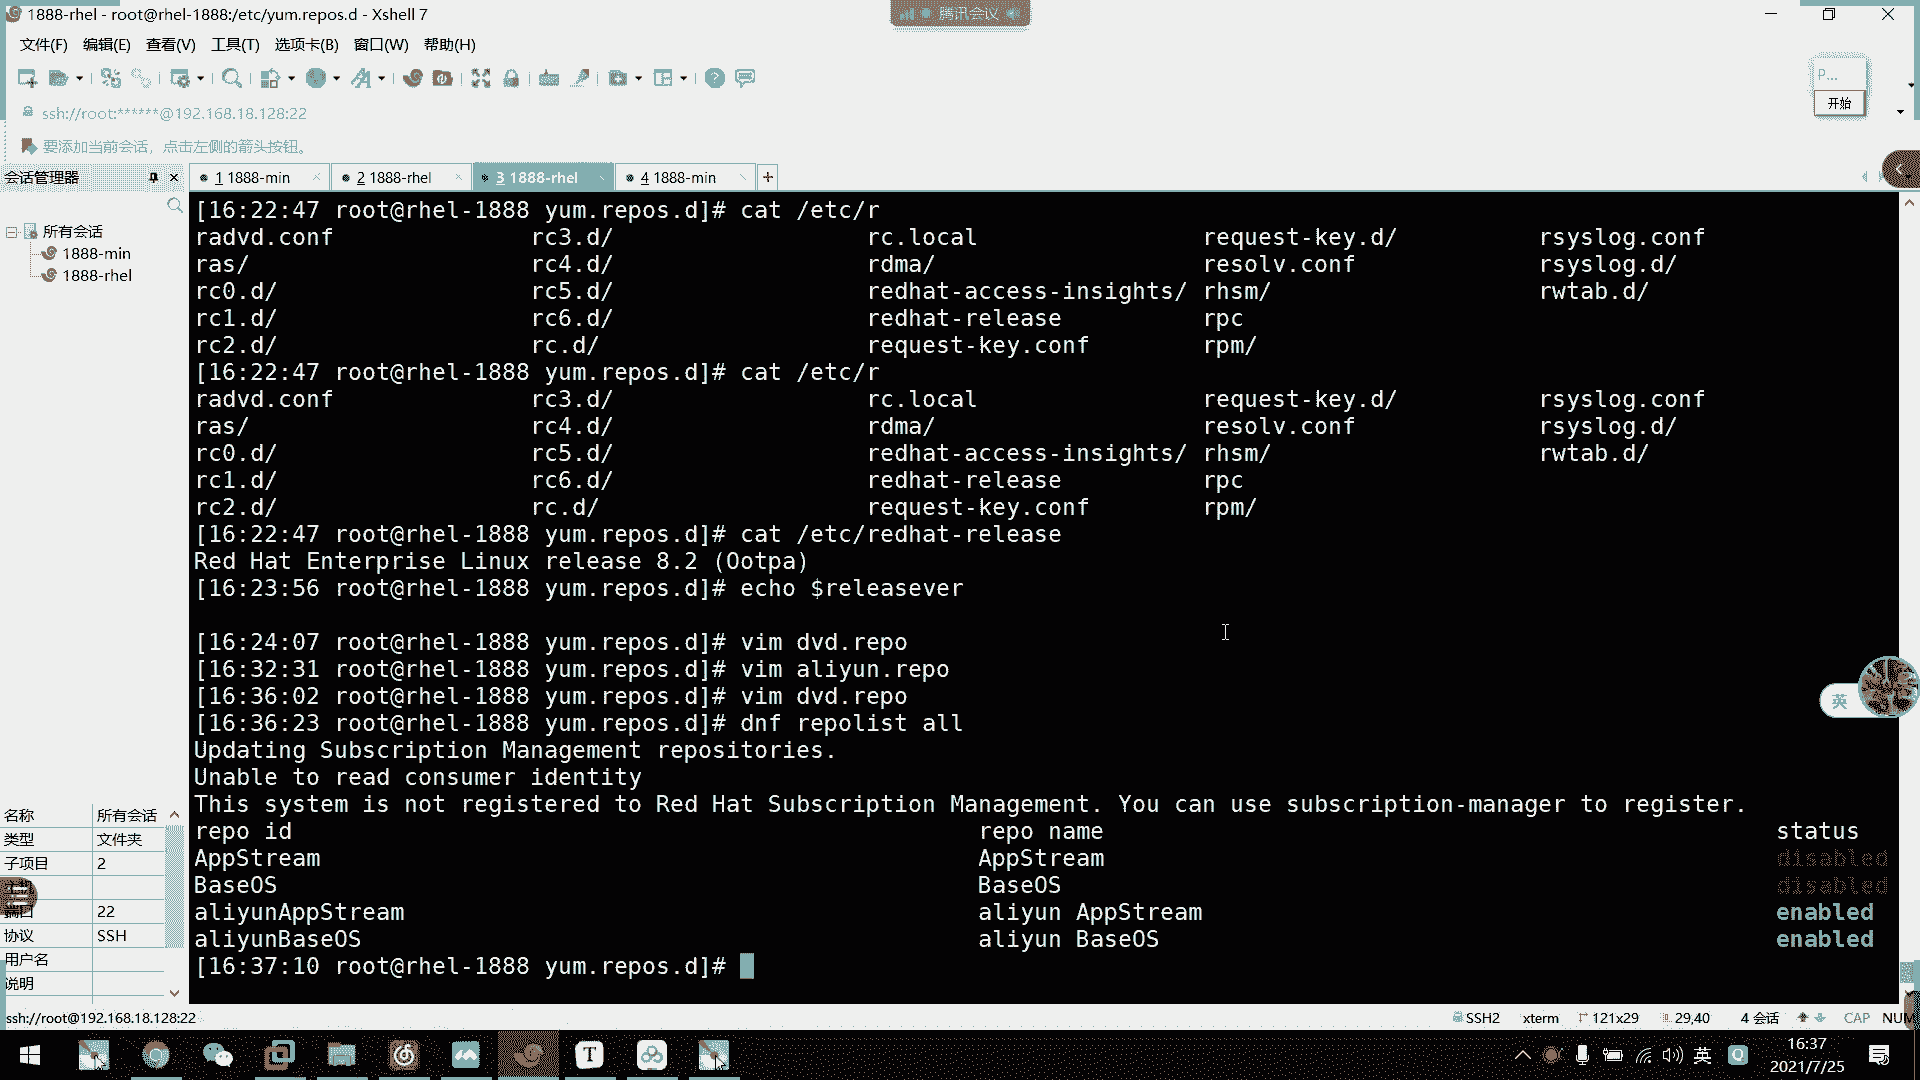 1888-rhel - root@rhel-1888:/etc/yum.repos.d - Xshell 7
腾讯会议
文件(F) 编辑(E) 查看(V) 工具(T) 选项卡(B) 窗口(W) 帮助(H)
P...
开始
ssh://root:******@192.168.18.128:22
要添加当前会话，点击左侧的箭头按钮。
会话管理器
1 1888-min
2 1888-rhel
3 1888-rhel
4 1888-min
所有会话
1888-min
1888-rhel
[16:22:47 root@rhel-1888 yum.repos.d]# cat /etc/r
radvd.conf rc3.d/ rc.local request-key.d/ rsyslog.conf
ras/ rc4.d/ rdma/ resolv.conf rsyslog.d/
rc0.d/ rc5.d/ redhat-access-insights/ rhsm/ rwtab.d/
rc1.d/ rc6.d/ redhat-release rpc
rc2.d/ rc.d/ request-key.conf rpm/
[16:22:47 root@rhel-1888 yum.repos.d]# cat /etc/r
radvd.conf rc3.d/ rc.local request-key.d/ rsyslog.conf
ras/ rc4.d/ rdma/ resolv.conf rsyslog.d/
rc0.d/ rc5.d/ redhat-access-insights/ rhsm/ rwtab.d/
rc1.d/ rc6.d/ redhat-release rpc
rc2.d/ rc.d/ request-key.conf rpm/
[16:22:47 root@rhel-1888 yum.repos.d]# cat /etc/redhat-release
Red Hat Enterprise Linux release 8.2 (Ootpa)
[16:23:56 root@rhel-1888 yum.repos.d]# echo $releasever
[16:24:07 root@rhel-1888 yum.repos.d]# vim dvd.repo
[16:32:31 root@rhel-1888 yum.repos.d]# vim aliyun.repo
[16:36:02 root@rhel-1888 yum.repos.d]# vim dvd.repo
[16:36:23 root@rhel-1888 yum.repos.d]# dnf repolist all
Updating Subscription Management repositories.
Unable to read consumer identity
This system is not registered to Red Hat Subscription Management. You can use subscription-manager to register.
repo id repo name status
AppStream AppStream disabled
BaseOS BaseOS disabled
aliyunAppStream aliyun AppStream enabled
aliyunBaseOS aliyun BaseOS enabled
[16:37:10 root@rhel-1888 yum.repos.d]#
名称 所有会话
类型 文件夹
子项目 2
端口 22
协议 SSH
用户名
说明
英
ssh://root@192.168.18.128:22 SSH2 xterm 121x29 29,40 4 会话 CAP NUM
英
16:37
2021/7/25